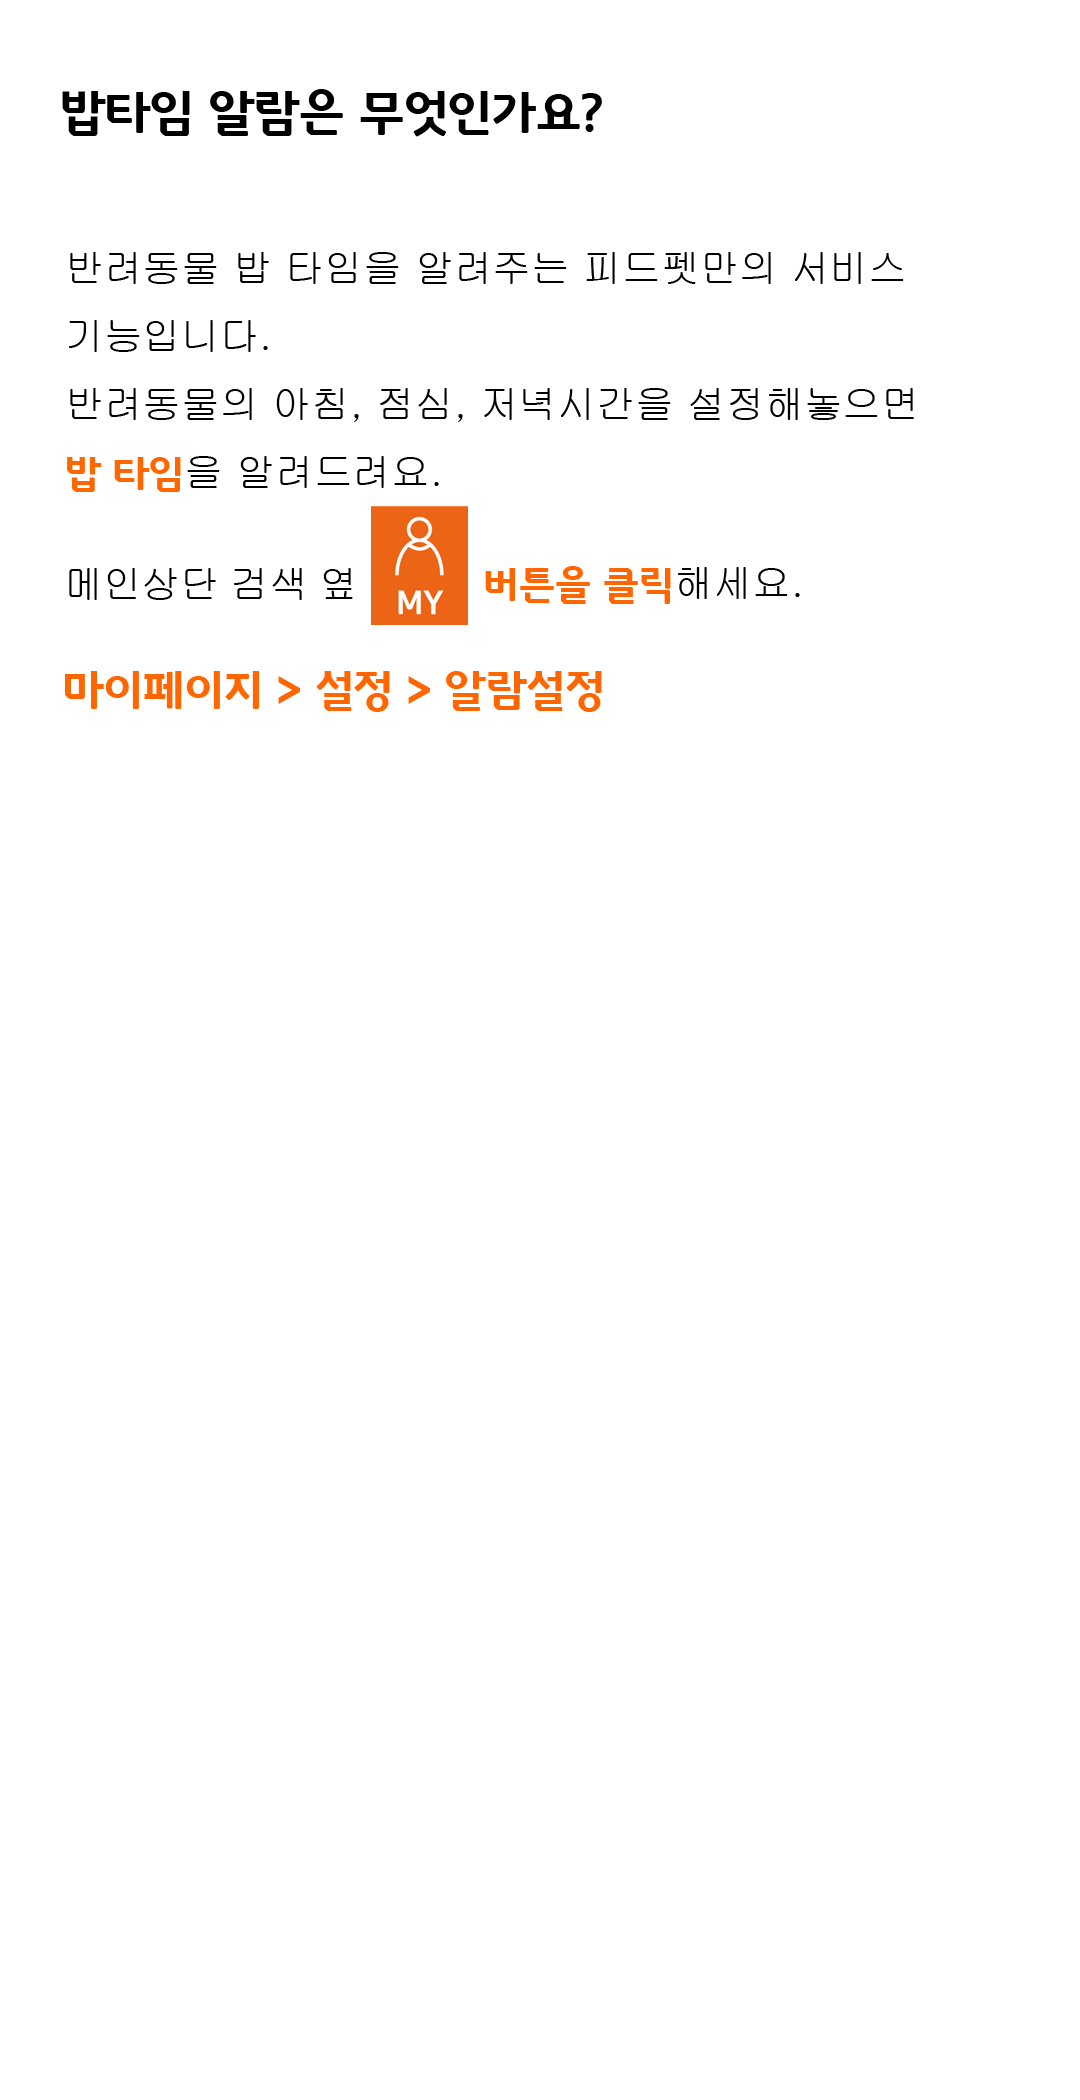 밥타임 알람은 무엇인가요?
반려동물 밥 타임을 알려주는 피드펫만의 서비스
기능입니다.
반려동물의 아침, 점심, 저녁시간을 설정해놓으면
밥 타임을 알려드려요.
메인상단 검색 옆 MY 버튼을 클릭해세요.
마이페이지 > 설정 > 알람설정